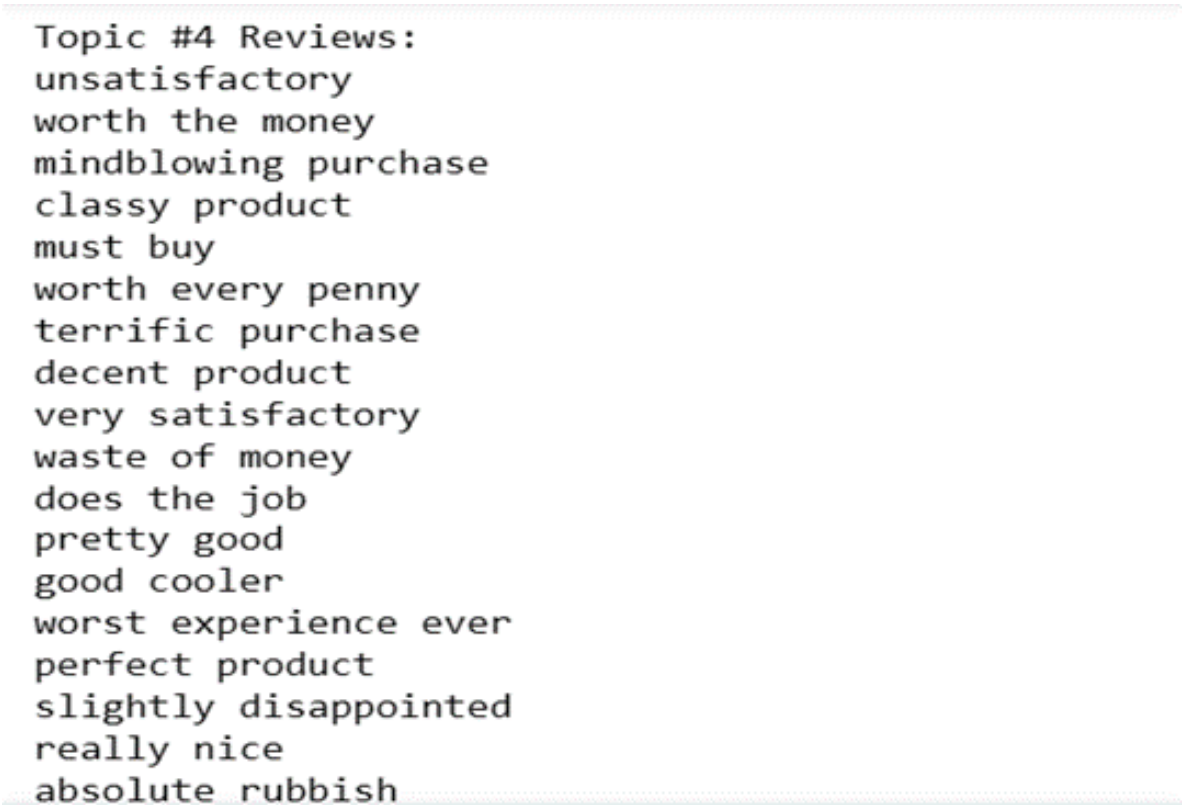 Topic #4 Reviews:
unsatisfactory
worth the money
mindblowing purchase
classy product
must buy
worth every penny
terrific purchase
decent product
very satisfactory
waste of money
does the job
pretty good
good cooler
worst experience ever
perfect product
slightly disappointed
really nice
absolute rubbish